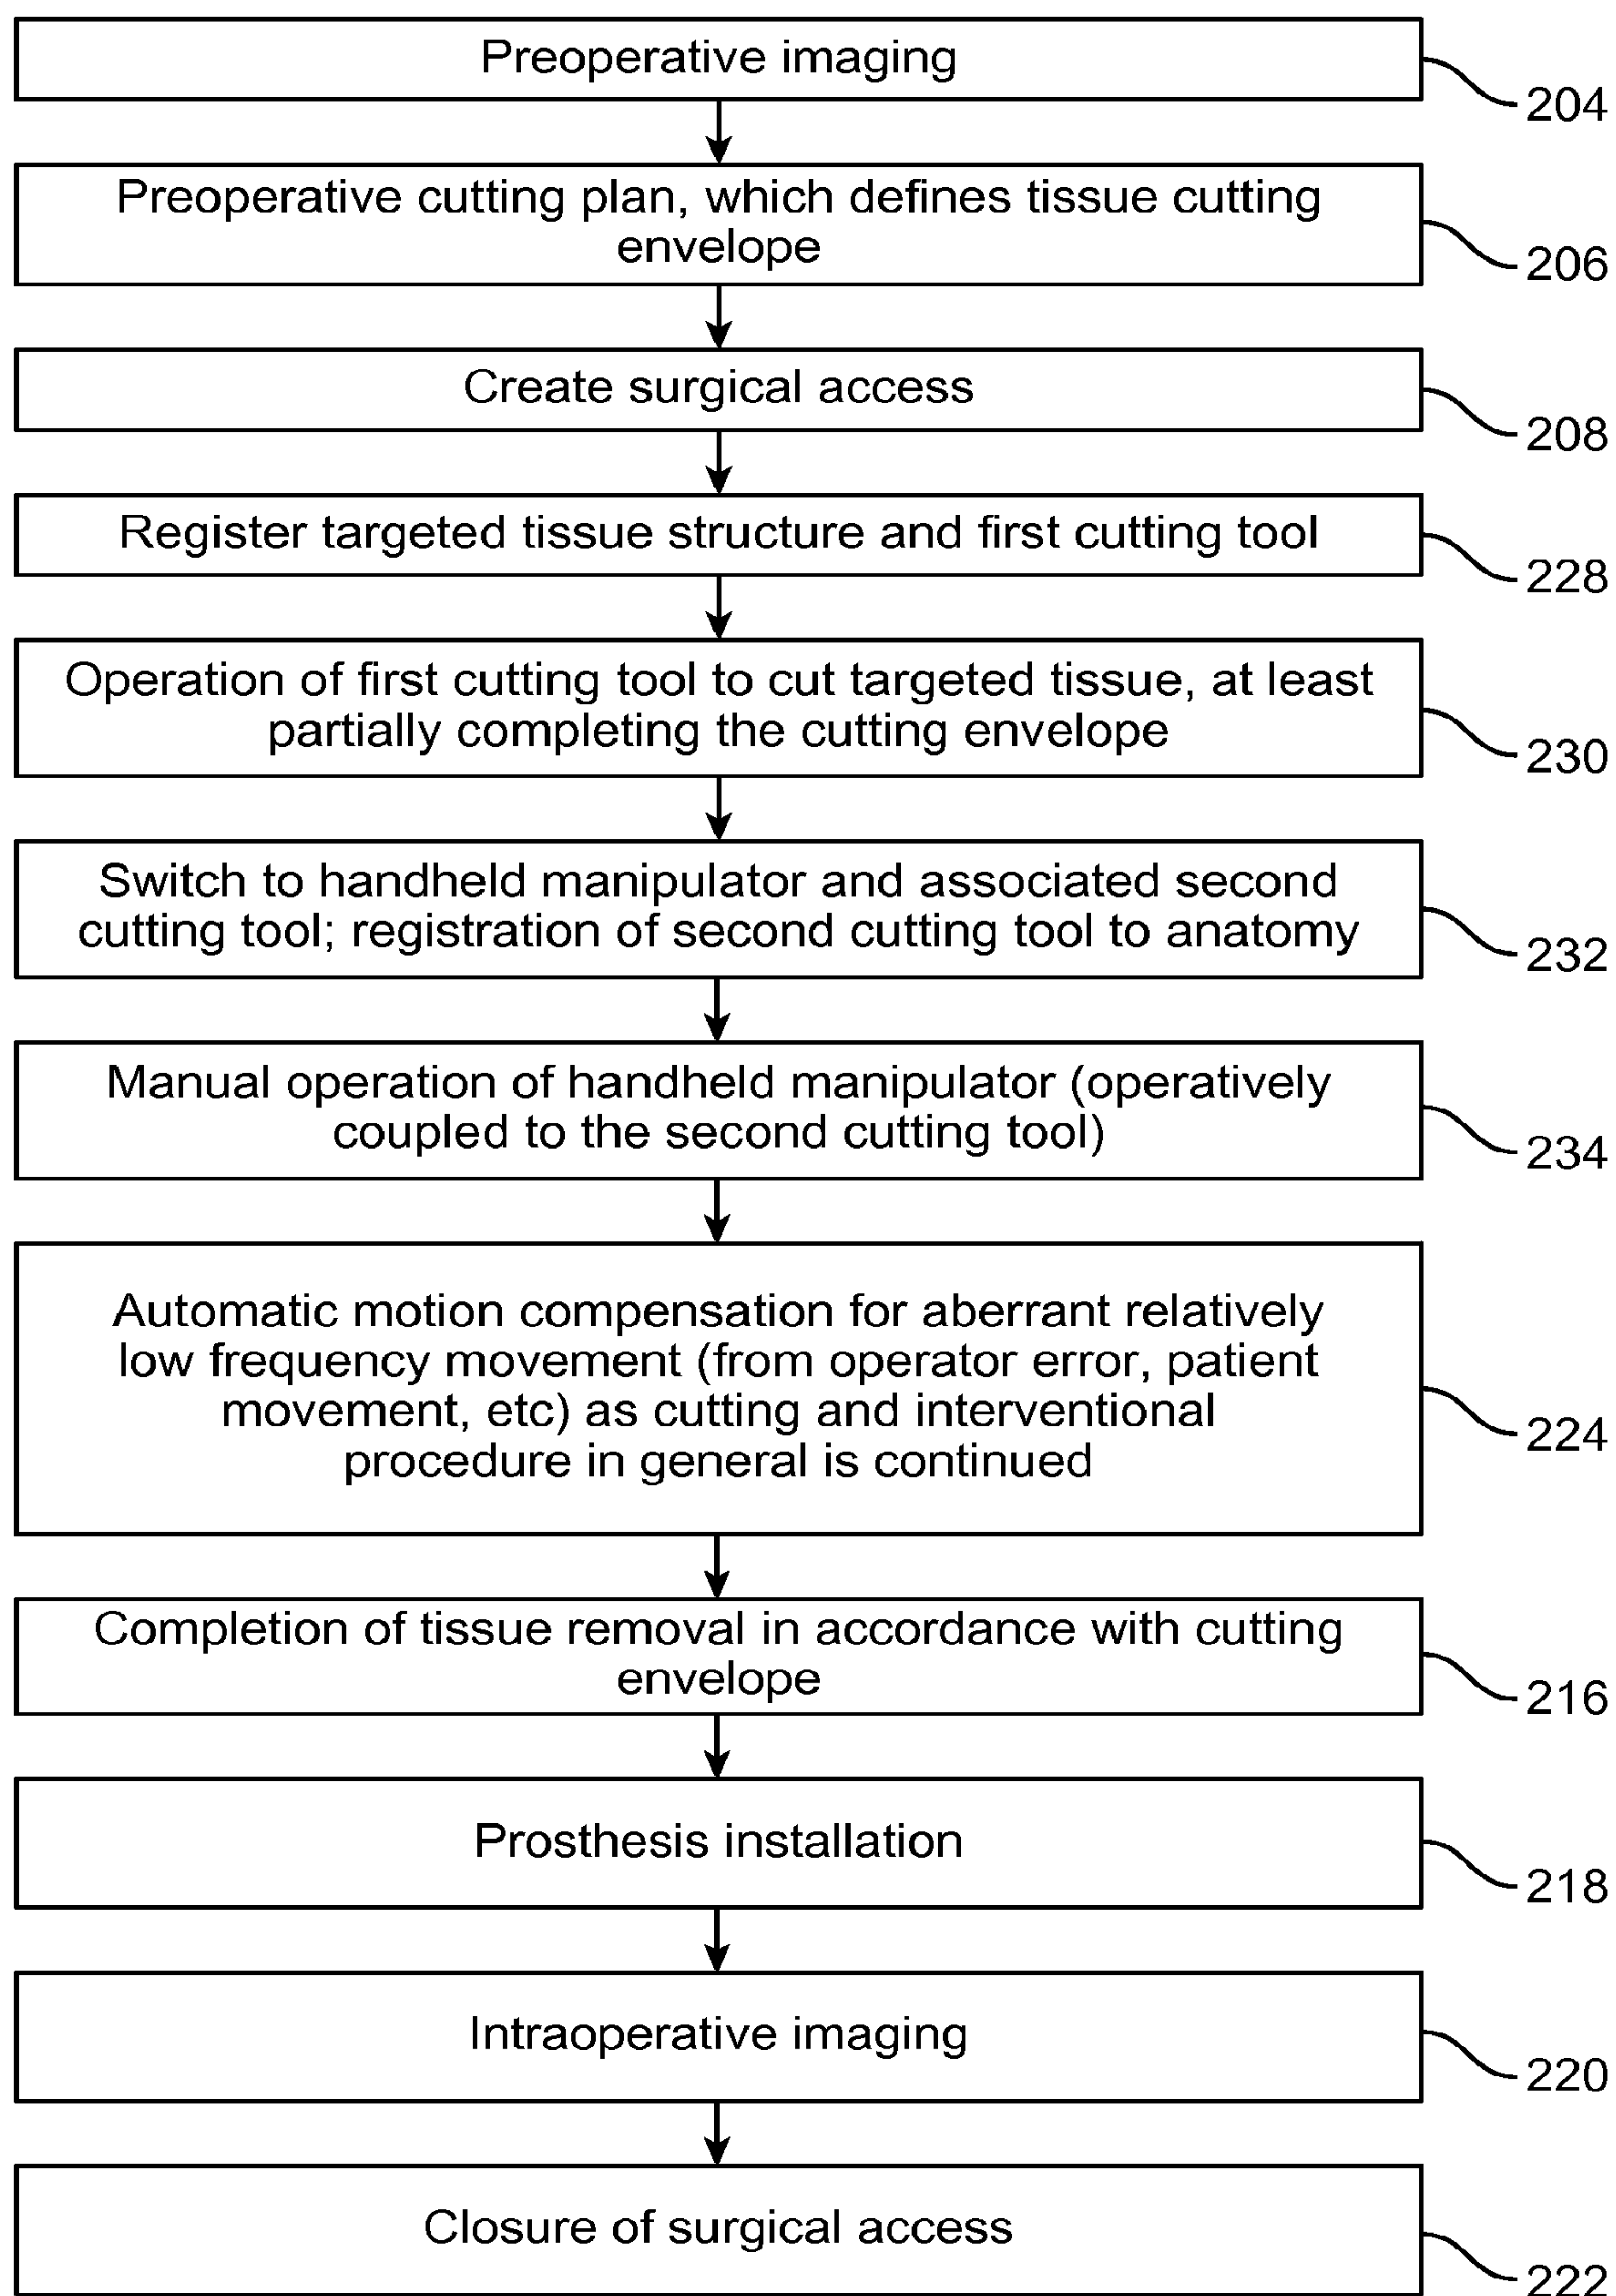 Preoperative imaging
204
Preoperative cutting plan, which defines tissue cutting
envelope
206
Create surgical access
208
Register targeted tissue structure and first cutting tool
228
Operation of first cutting tool to cut targeted tissue, at least
partially completing the cutting envelope
230
Switch to handheld manipulator and associated second
cutting tool; registration of second cutting tool to anatomy
232
Manual operation of handheld manipulator (operatively
coupled to the second cutting tool)
234
Automatic motion compensation for aberrant relatively
low frequency movement (from operator error, patient
movement, etc) as cutting and interventional
procedure in general is continued
224
Completion of tissue removal in accordance with cutting
envelope
216
Prosthesis installation
218
Intraoperative imaging
220
Closure of surgical access
222